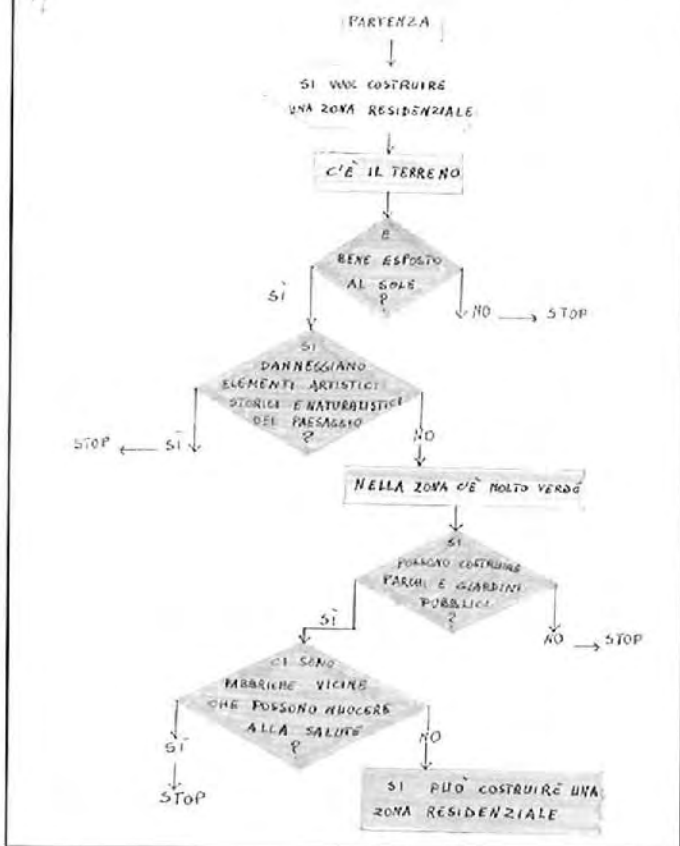 PARTENZA
SI VUOLE COSTRUIRE
UNA ZONA RESIDENZIALE
C'È IL TERRENO
È
BENE ESPOSTO
AL SOLE
?
SÌ
NO
STOP
SI
DANNEGGIANO
ELEMENTI ARTISTICI
STORICI E NATURALISTICI
DEL PAESAGGIO
?
STOP
SÌ
NO
NELLA ZONA C'È MOLTO VERDE
SI
POSSONO COSTRUIRE
PARCHI E GIARDINI
PUBBLICI
?
SÌ
NO
STOP
CI SONO
FABBRICHE VICINE
CHE POSSONO NUOCERE
ALLA SALUTE
?
SÌ
NO
STOP
SI PUÒ COSTRUIRE UNA
ZONA RESIDENZIALE